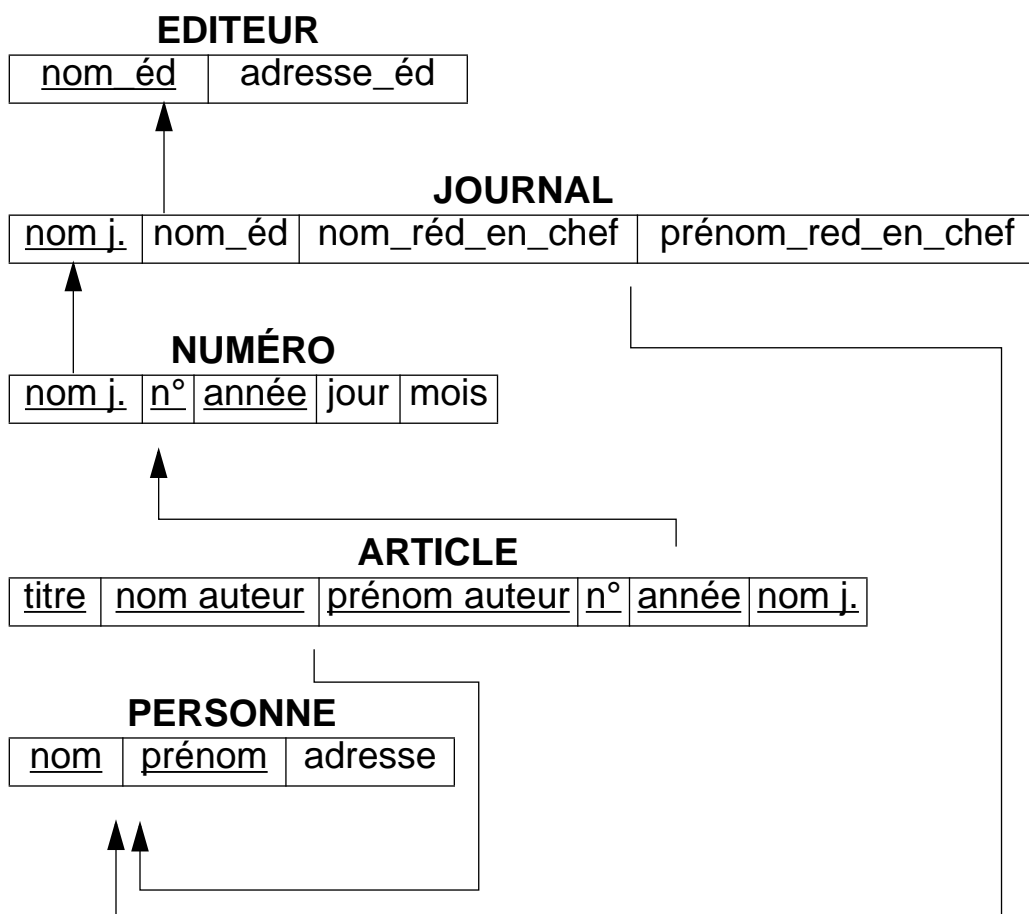 EDITEUR
nom_éd adresse_éd
JOURNAL
nom j. nom_éd nom_réd_en_chef prénom_red_en_chef
NUMÉRO
nom j. n° année jour mois
ARTICLE
titre nom auteur prénom auteur n° année nom j.
PERSONNE
nom prénom adresse